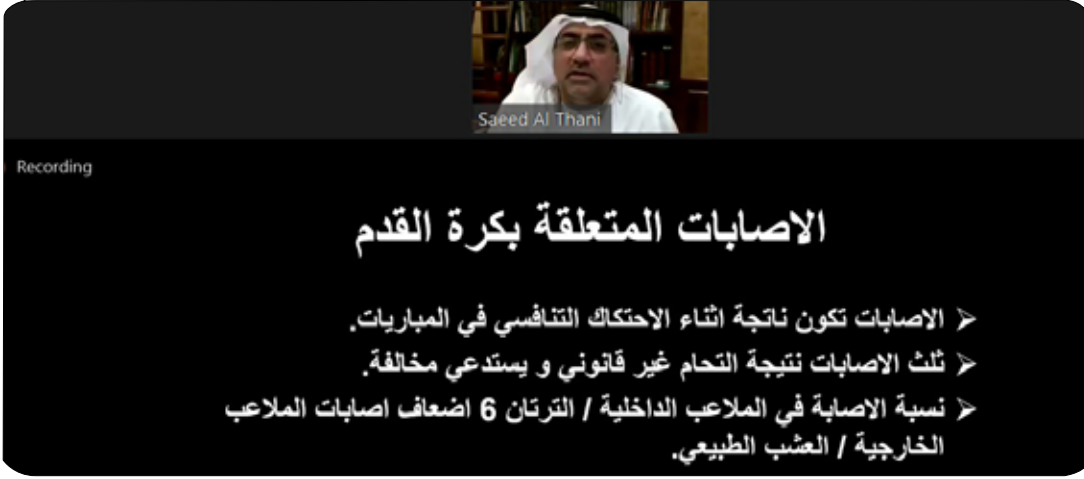 Saeed Al Thani
Recording
الاصابات المتعلقة بكرة القدم
الاصابات تكون ناتجة اثناء الاحتكاك التنافسي في المباريات.
ثلث الاصابات نتيجة التحام غير قانوني و يستدعي مخالفة.
نسبة الاصابة في الملاعب الداخلية / الترتان 6 اضعاف اصابات الملاعب
الخارجية / العشب الطبيعي.